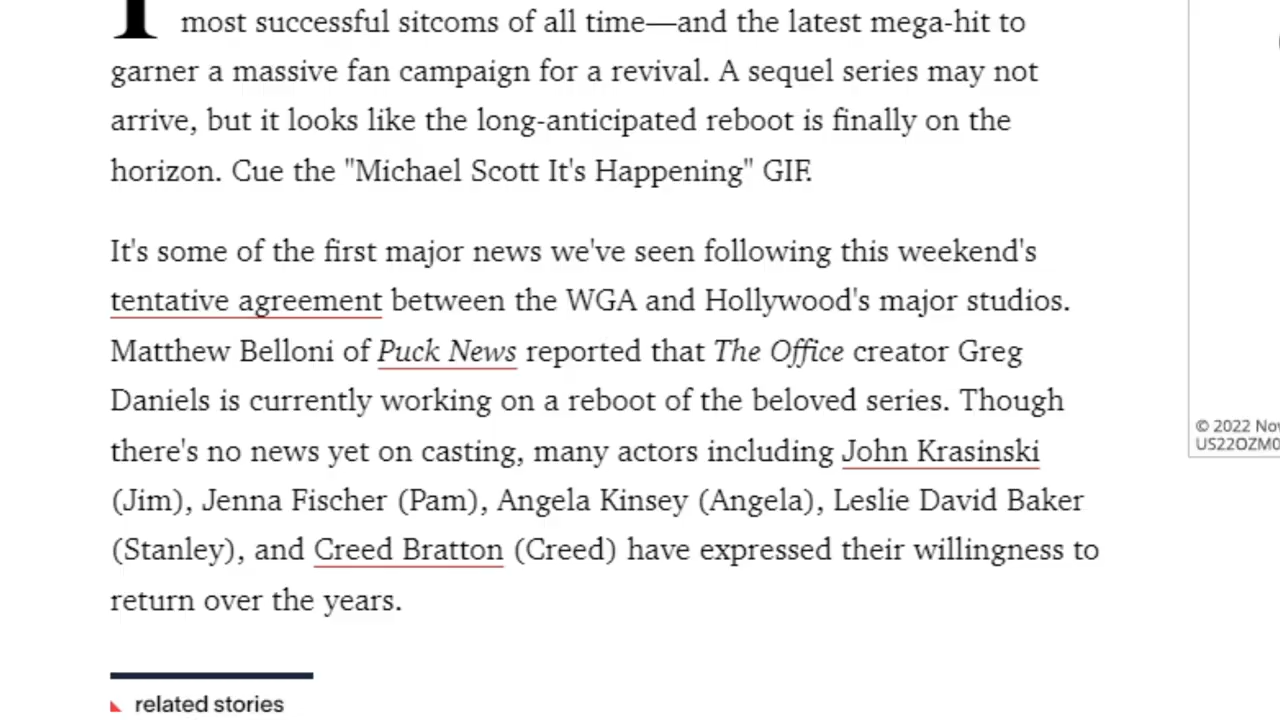 most successful sitcoms of all time—and the latest mega-hit to
garner a massive fan campaign for a revival. A sequel series may not
arrive, but it looks like the long-anticipated reboot is finally on the
horizon. Cue the "Michael Scott It's Happening" GIF.
It's some of the first major news we've seen following this weekend's
tentative agreement between the WGA and Hollywood's major studios.
Matthew Belloni of Puck News reported that The Office creator Greg
Daniels is currently working on a reboot of the beloved series. Though
there's no news yet on casting, many actors including John Krasinski
(Jim), Jenna Fischer (Pam), Angela Kinsey (Angela), Leslie David Baker
(Stanley), and Creed Bratton (Creed) have expressed their willingness to
return over the years.
related stories
© 2022 Nov
US22OZM0